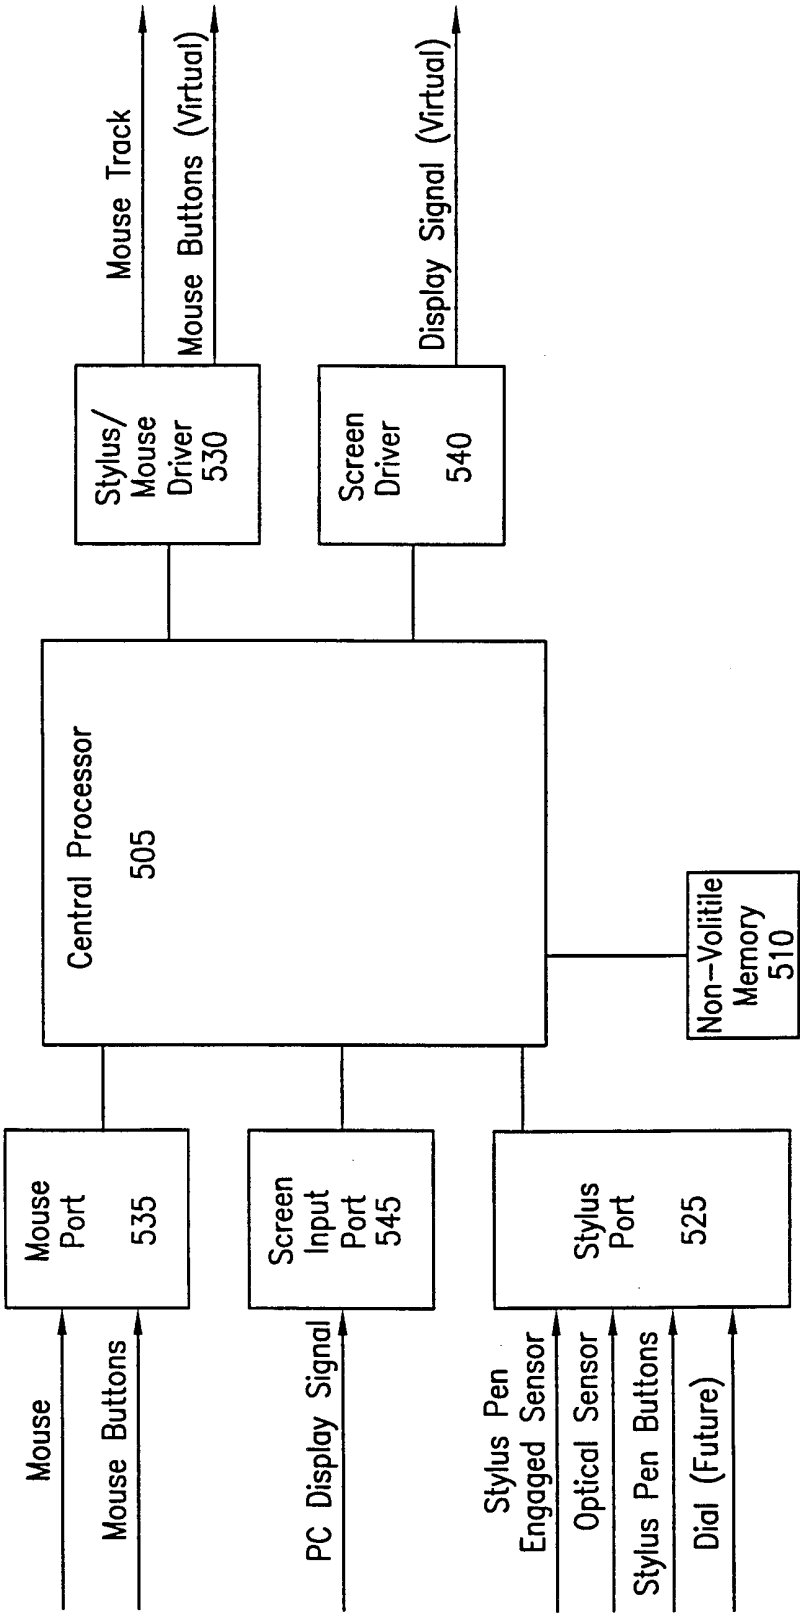 Mouse
Mouse Buttons
Mouse
Port
535
PC Display Signal
Screen
Input
Port
545
Stylus Pen
Engaged Sensor
Optical Sensor
Stylus Pen Buttons
Dial (Future)
Stylus
Port
525
Central Processor
505
Non-Volitile
Memory
510
Stylus/
Mouse
Driver
530
Mouse Track
Mouse Buttons (Virtual)
Screen
Driver
540
Display Signal (Virtual)